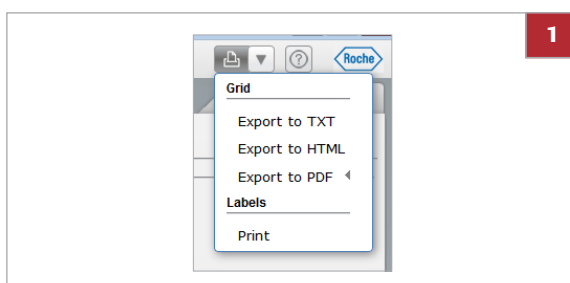 1
?
Roche
Grid
Export to TXT
Export to HTML
Export to PDF
Labels
Print